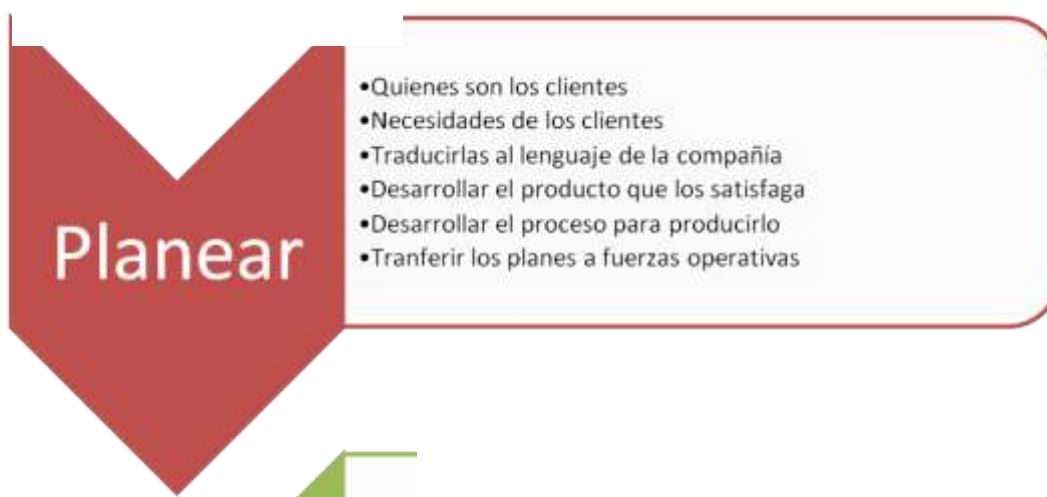 Planear
•Quienes son los clientes
•Necesidades de los clientes
•Traducirlas al lenguaje de la compañía
•Desarrollar el producto que los satisfaga
•Desarrollar el proceso para producirlo
•Tranferir los planes a fuerzas operativas